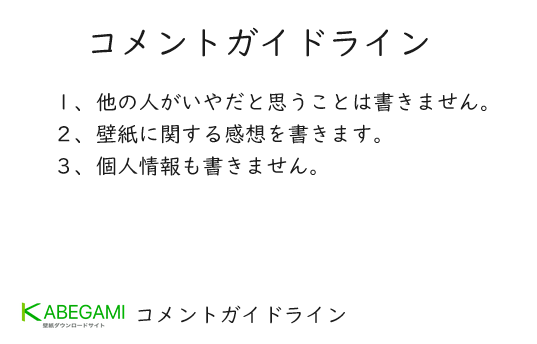 コメントガイドライン
1、他の人がいやだと思うことは書きません。
2、壁紙に関する感想を書きます。
3、個人情報も書きません。
KABEGAMI
壁紙ダウンロードサイト
コメントガイドライン